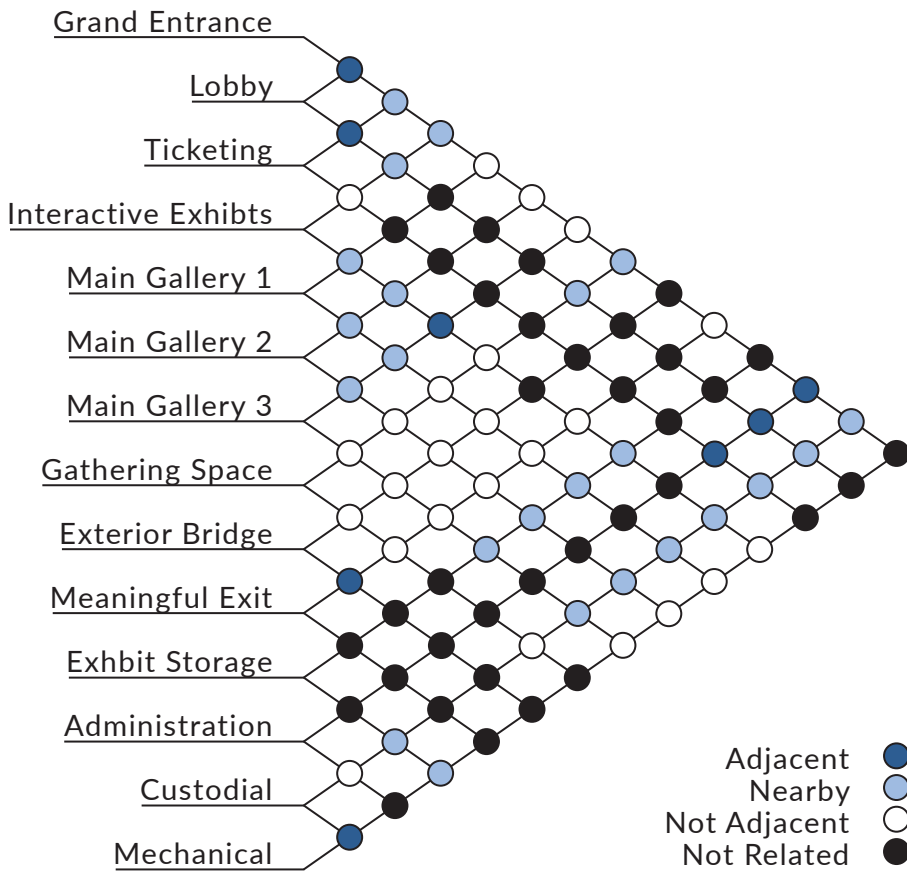 Grand Entrance
Lobby
Ticketing
Interactive Exhibts
Main Gallery 1
Main Gallery 2
Main Gallery 3
Gathering Space
Exterior Bridge
Meaningful Exit
Exhbit Storage
Administration
Custodial
Mechanical
Adjacent
Nearby
Not Adjacent
Not Related